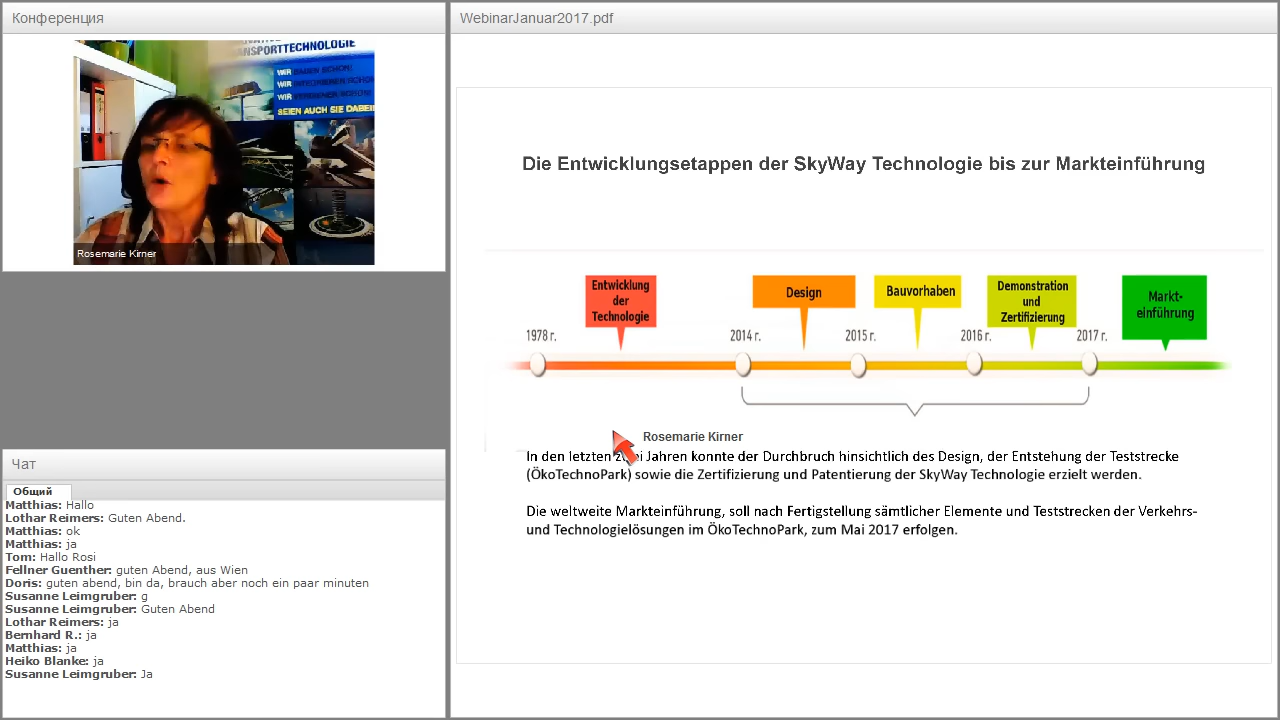 Конференция
SPORTTECHNOLOGIE
WIR BAUEN SCHON!
WIR
WIR
SEIEN AUCH SIE DABEI
Rosemarie Kirner
Чат
Общий
Matthias: Hallo
Lothar Reimers: Guten Abend.
Matthias: ok
Matthias: ja
Tom: Hallo Rosi
Fellner Guenther: guten Abend, aus Wien
Doris: guten abend, bin da, brauch aber noch ein paar minuten
Susanne Leimgruber: g
Susanne Leimgruber: Guten Abend
Lothar Reimers: ja
Bernhard R.: ja
Matthias: ja
Heiko Blanke: ja
Susanne Leimgruber: Ja
WebinarJanuar2017.pdf
Die Entwicklungsetappen der SkyWay Technologie bis zur Markteinführung
Entwicklung
der
Technologie
Design
Bauvorhaben
Demonstration
und
Zertifizierung
Markt-
einführung
1978 г. 2014 г. 2015 г. 2016 г. 2017 г.
Rosemarie Kirner
In den letzten zwei Jahren konnte der Durchbruch hinsichtlich des Design, der Entstehung der Teststrecke
(ÖkoTechnoPark) sowie die Zertifizierung und Patentierung der SkyWay Technologie erzielt werden.
Die weltweite Markteinführung, soll nach Fertigstellung sämtlicher Elemente und Teststrecken der Verkehrs-
und Technologielösungen im ÖkoTechnoPark, zum Mai 2017 erfolgen.